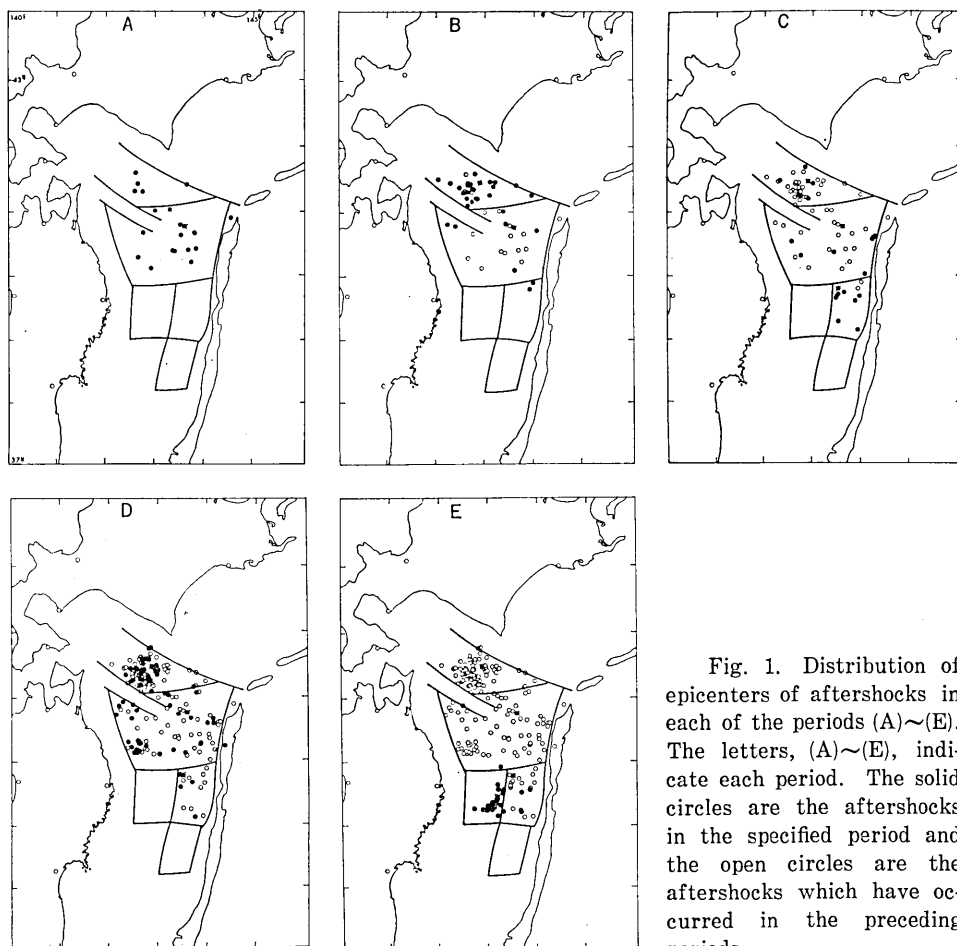 140E
145E
A
B
C
43N
37N
D
E
Fig. 1. Distribution of
epicenters of aftershocks in
each of the periods (A)~(E).
The letters, (A)~(E), indi-
cate each period. The solid
circles are the aftershocks
in the specified period and
the open circles are the
aftershocks which have oc-
curred in the preceding